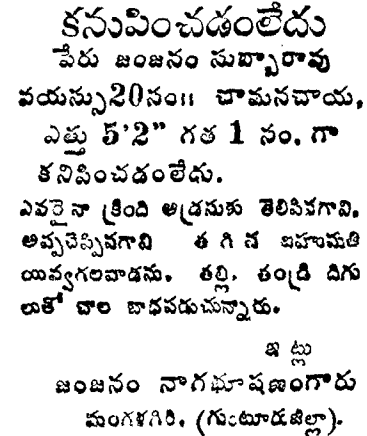 కనుపించడంలేదు
పేరు జంజనం సుబ్బారావు
వయస్సు 20 సం॥ చామనచాయ,
ఎత్తు 5'2" గత 1 నం. గా
కనిపించడంలేదు.
ఎవరైనా క్రింది అడ్రసుకు తెలిపినగాని,
అప్పచెప్పినగాని తగిన బహుమతి
యివ్వగలవాడను. తల్లి, తండ్రి దిగు
లుతో చాల బాధపడుచున్నారు.
ఇట్లు
జంజనం నాగభూషణంగారు
మంగళగిరి. (గుంటూరుజిల్లా).